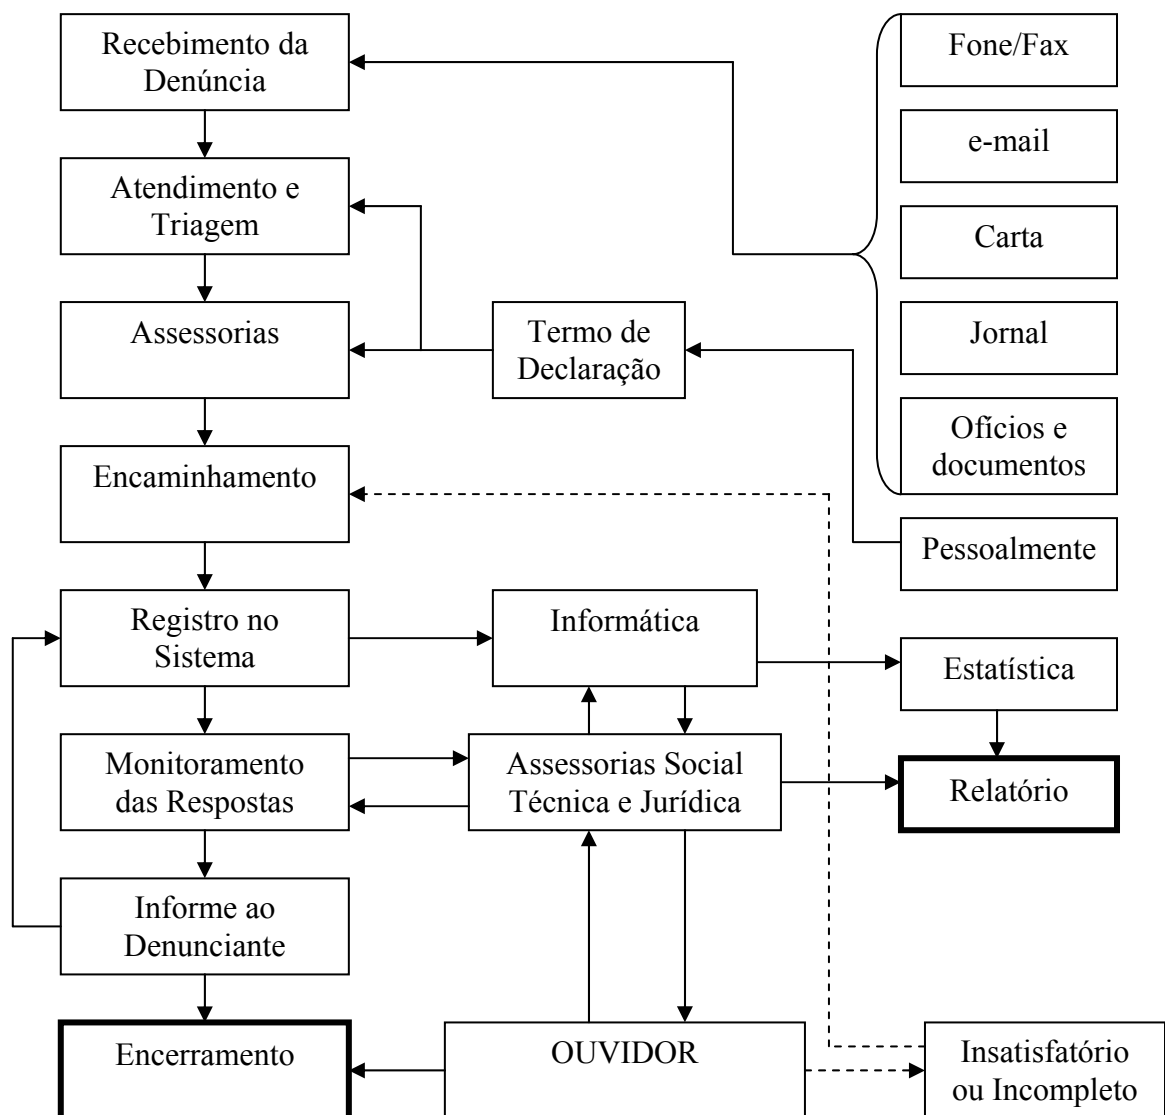 Recebimento da
Denúncia
Fone/Fax
e-mail
Atendimento e
Triagem
Carta
Assessorias
Termo de
Declaração
Jornal
Ofícios e
documentos
Encaminhamento
Pessoalmente
Registro no
Sistema
Informática
Estatística
Monitoramento
das Respostas
Assessorias Social
Técnica e Jurídica
Relatório
Informe ao
Denunciante
Encerramento
OUVIDOR
Insatisfatório
ou Incompleto